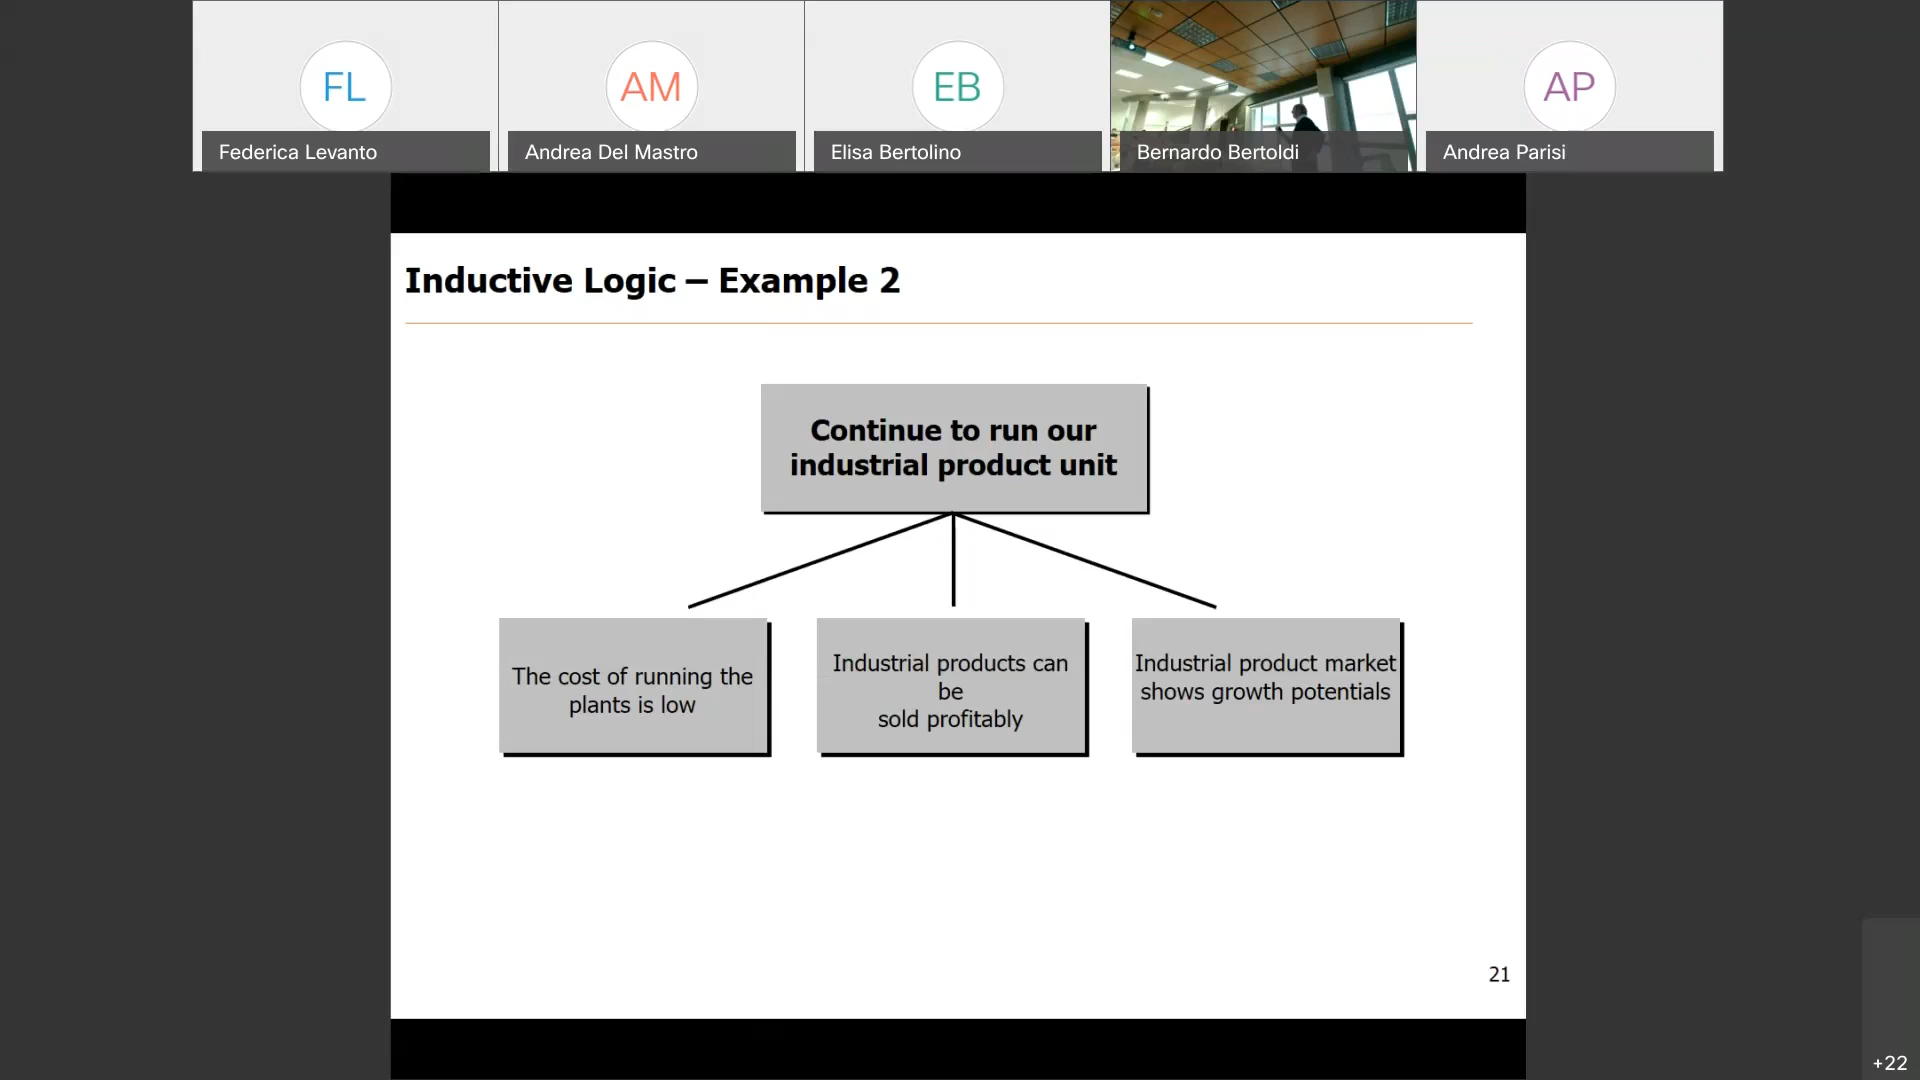 FL
AM
EB
AP
Federica Levanto
Andrea Del Mastro
Elisa Bertolino
Bernardo Bertoldi
Andrea Parisi
Inductive Logic – Example 2
Continue to run our
industrial product unit
The cost of running the
plants is low
Industrial products can
be
sold profitably
Industrial product market
shows growth potentials
21
+22